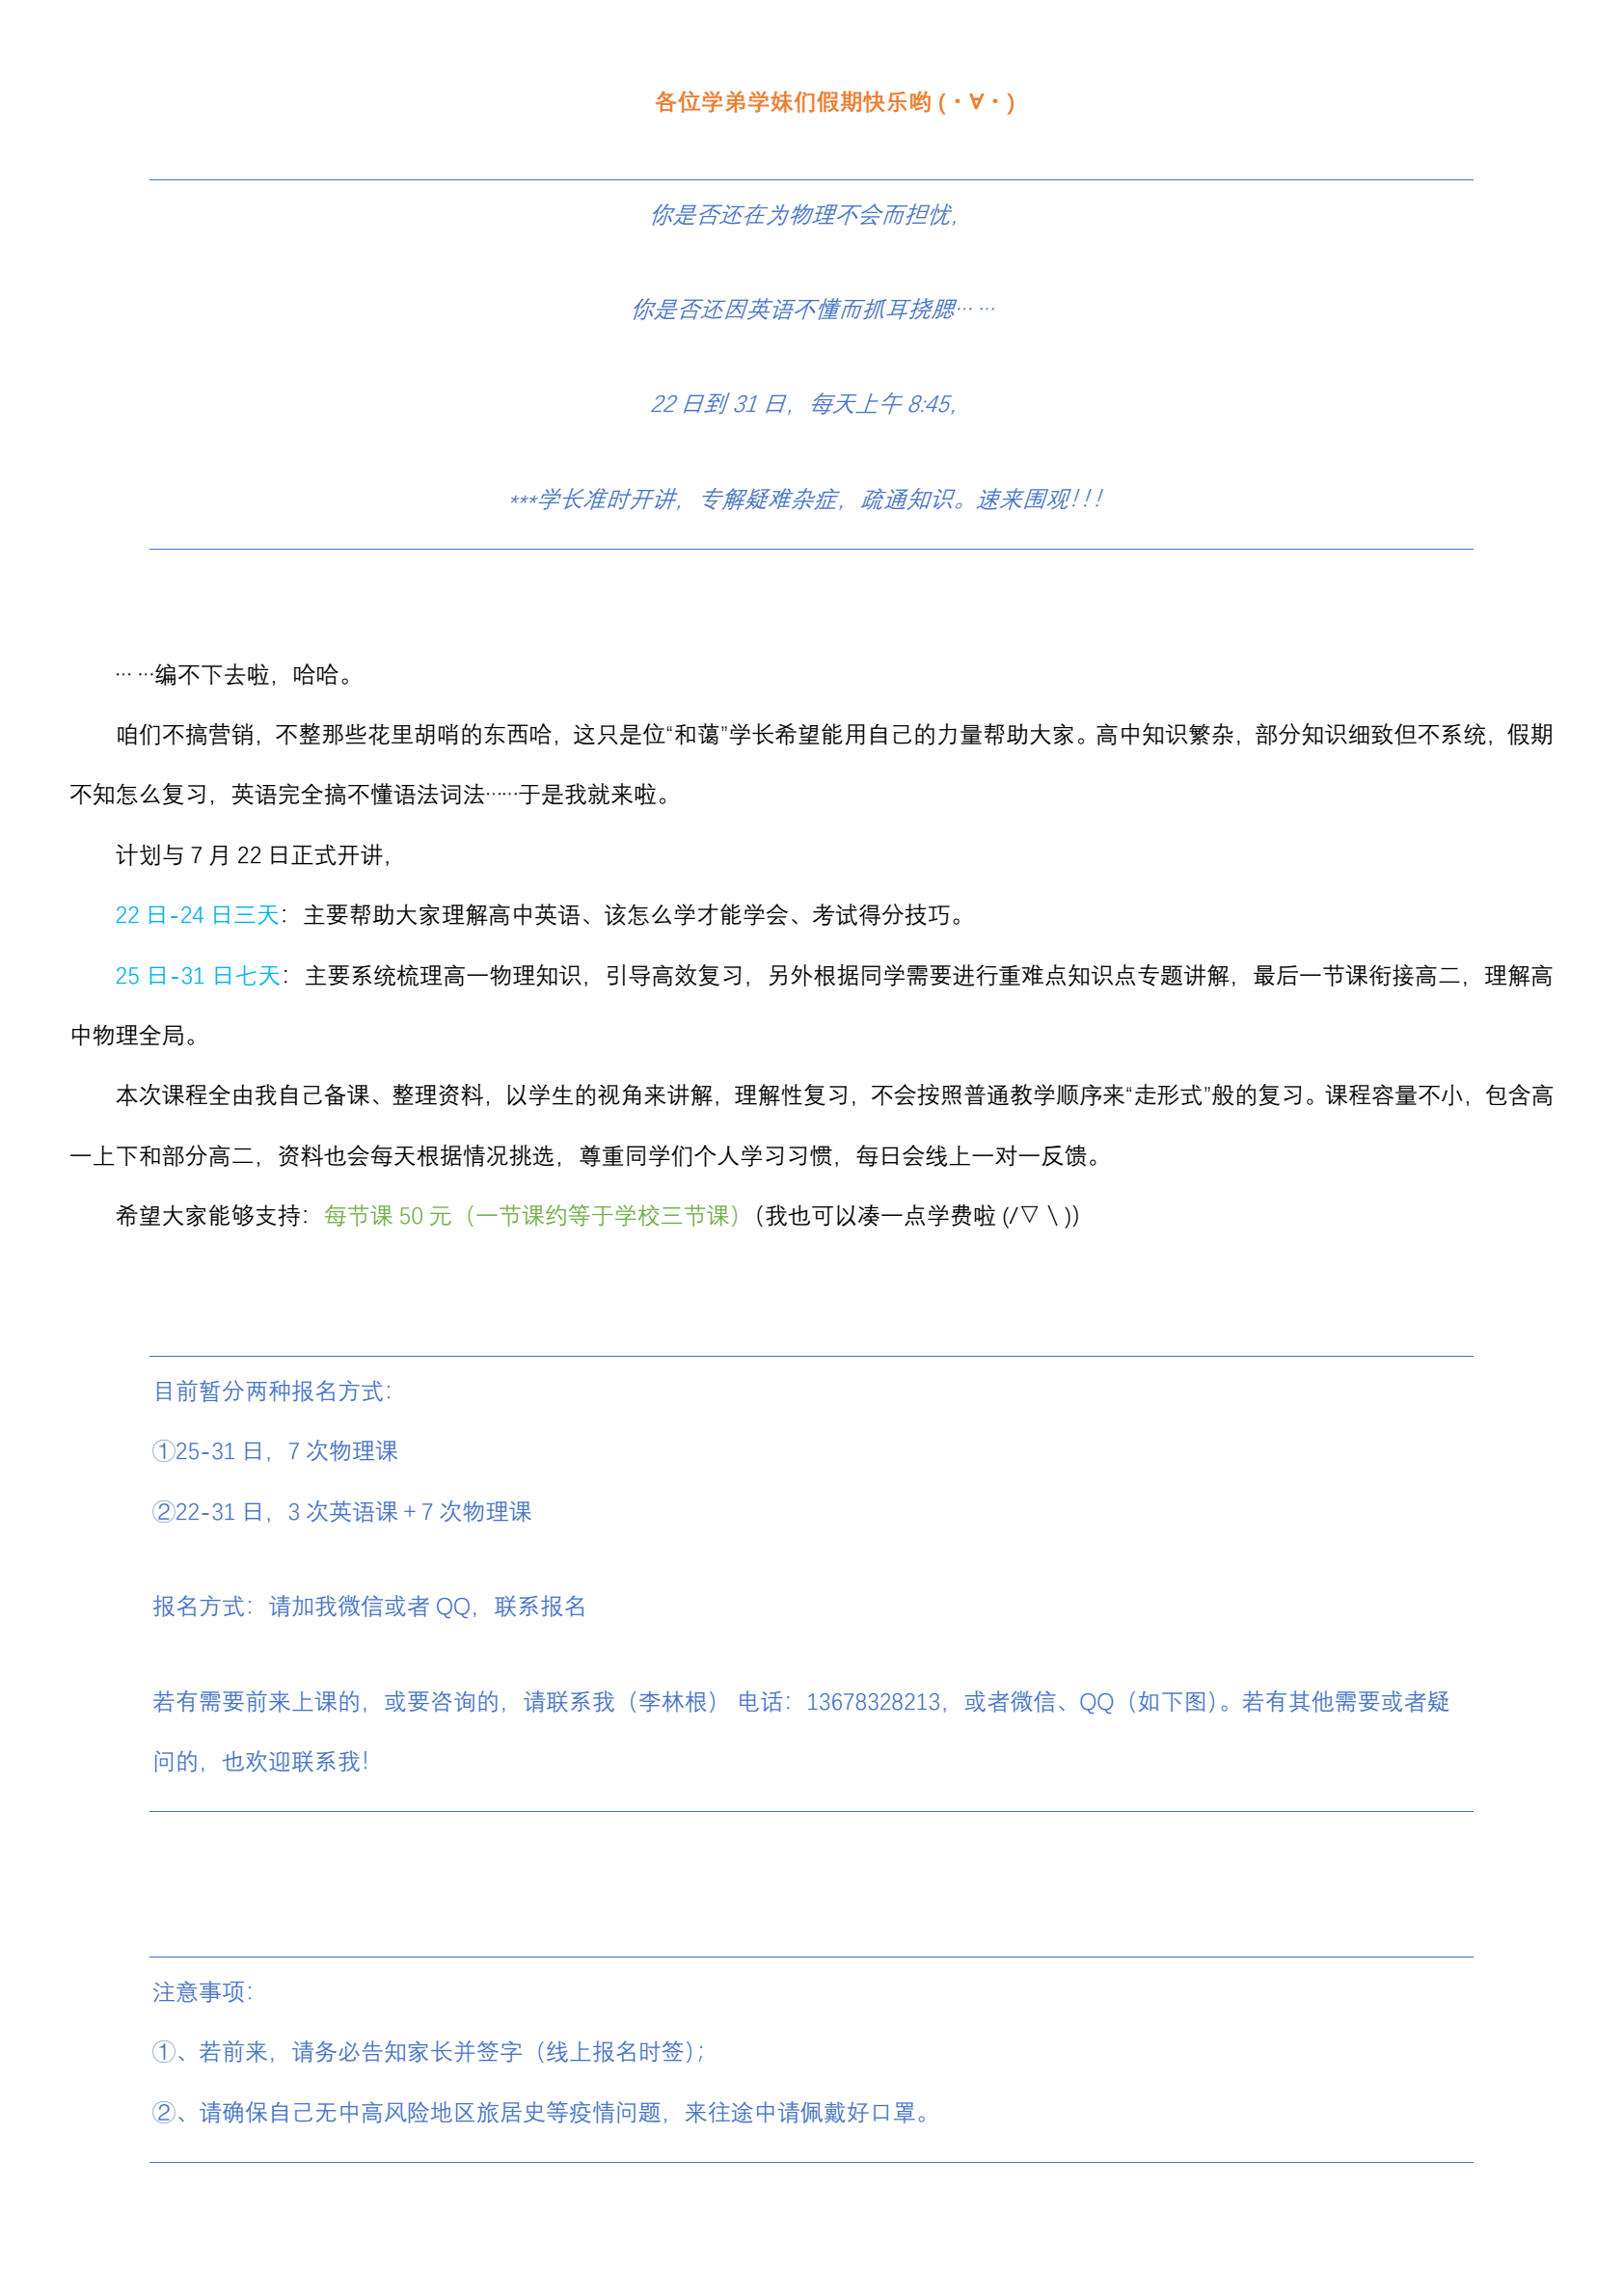 各位学弟学妹们假期快乐哟 (・∀・)
你是否还在为物理不会而担忧，
你是否还因英语不懂而抓耳挠腮… …
22 日到 31 日，每天上午 8:45，
***学长准时开讲，专解疑难杂症，疏通知识。速来围观！！！
… …编不下去啦，哈哈。
咱们不搞营销，不整那些花里胡哨的东西哈，这只是位“和蔼”学长希望能用自己的力量帮助大家。高中知识繁杂，部分知识细致但不系统，假期
不知怎么复习，英语完全搞不懂语法词法……于是我就来啦。
计划与 7 月 22 日正式开讲，
22 日-24 日三天：主要帮助大家理解高中英语、该怎么学才能学会、考试得分技巧。
25 日-31 日七天：主要系统梳理高一物理知识，引导高效复习，另外根据同学需要进行重难点知识点专题讲解，最后一节课衔接高二，理解高
中物理全局。
本次课程全由我自己备课、整理资料，以学生的视角来讲解，理解性复习，不会按照普通教学顺序来“走形式”般的复习。课程容量不小，包含高
一上下和部分高二，资料也会每天根据情况挑选，尊重同学们个人学习习惯，每日会线上一对一反馈。
希望大家能够支持：每节课 50 元（一节课约等于学校三节课）（我也可以凑一点学费啦 (/▽＼)）
目前暂分两种报名方式：
①25-31 日，7 次物理课
②22-31 日，3 次英语课＋7 次物理课
报名方式：请加我微信或者 QQ，联系报名
若有需要前来上课的，或要咨询的，请联系我（李林根） 电话：13678328213，或者微信、QQ（如下图）。若有其他需要或者疑
问的，也欢迎联系我！
注意事项：
①、若前来，请务必告知家长并签字（线上报名时签）；
②、请确保自己无中高风险地区旅居史等疫情问题，来往途中请佩戴好口罩。